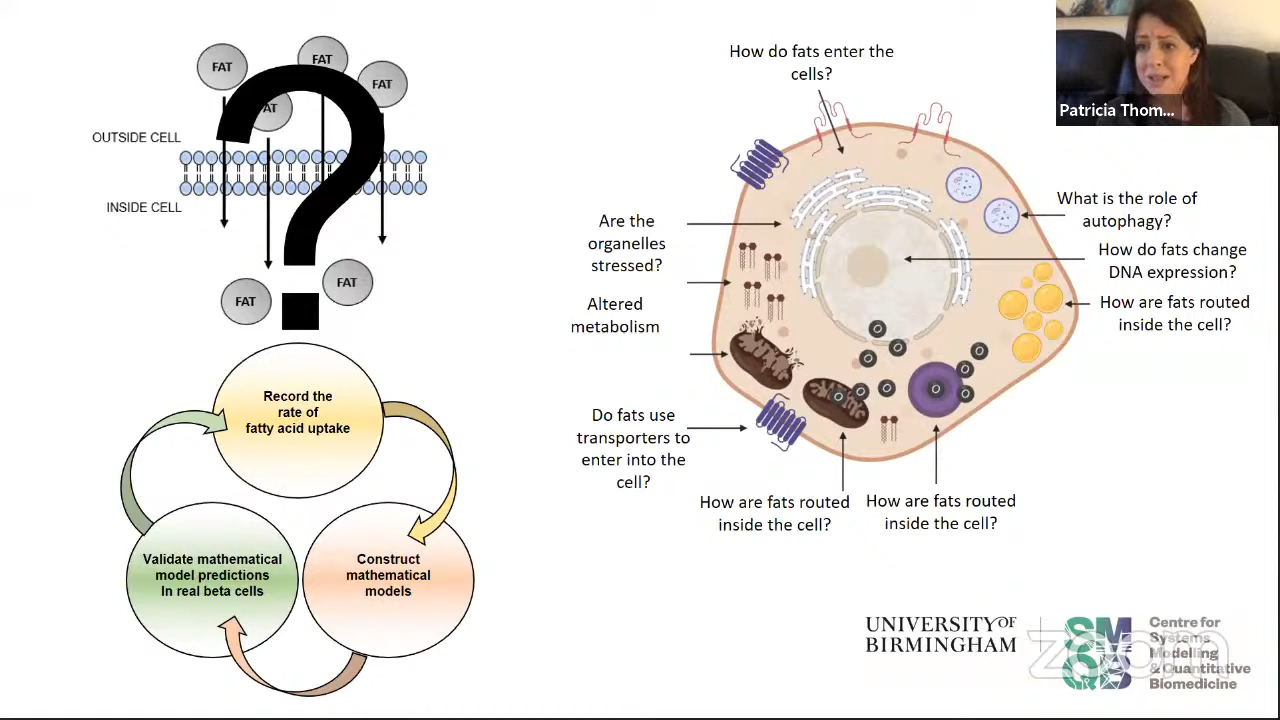 FAT
FAT
FAT
AT
OUTSIDE CELL
INSIDE CELL
FAT
FAT
?
Record the
rate of
fatty acid uptake
Validate mathematical
model predictions
In real beta cells
Construct
mathematical
models
How do fats enter the
cells?
Are the
organelles
stressed?
Altered
metabolism
Do fats use
transporters to
enter into the
cell?
How are fats routed
inside the cell?
How are fats routed
inside the cell?
What is the role of
autophagy?
How do fats change
DNA expression?
How are fats routed
inside the cell?
Patricia Thom...
UNIVERSITY OF
BIRMINGHAM
SM
QB
Centre for
Systems
Modelling
& Quantitative
Biomedicine
zoom